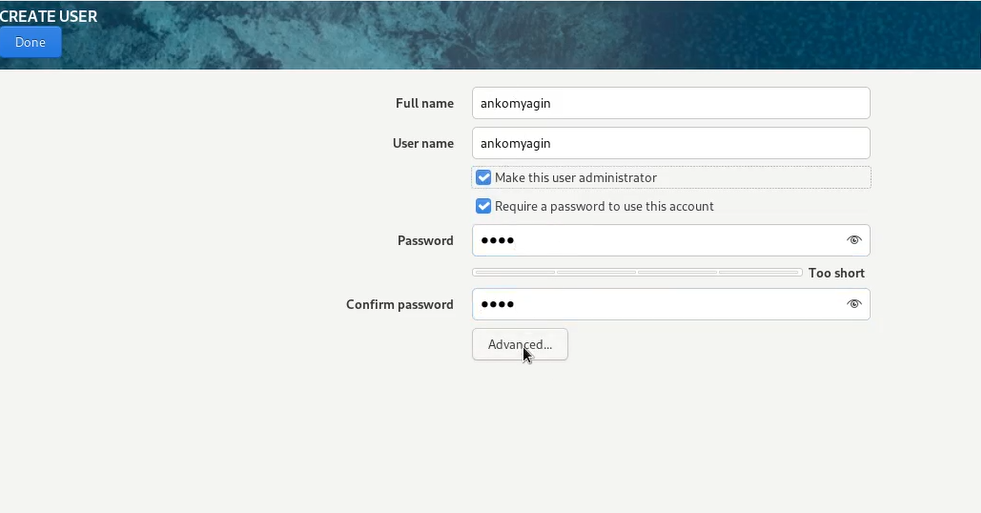 CREATE USER
Done
Full name ankomyagin
User name ankomyagin
Make this user administrator
Require a password to use this account
Password ●●●●
Too short
Confirm password ●●●●
Advanced...